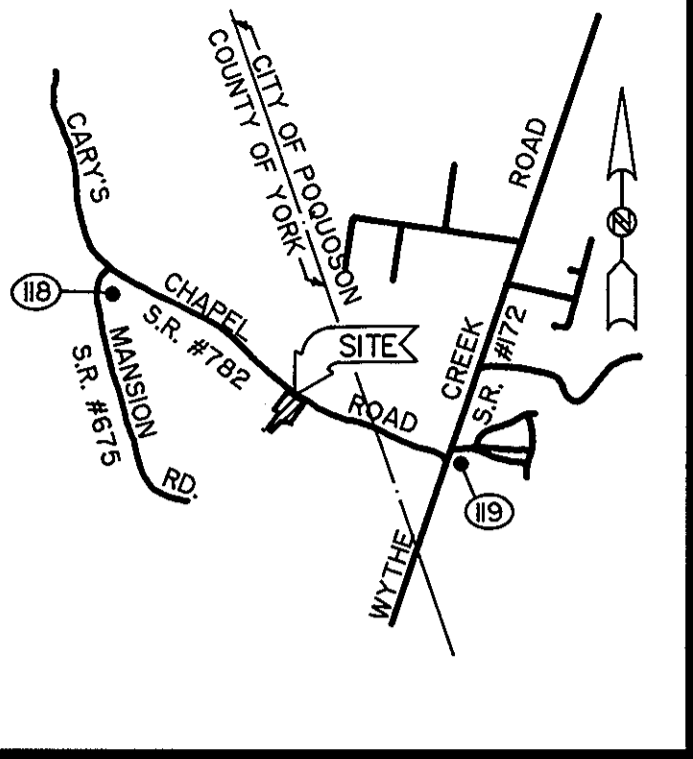 CITY OF POQUOSON
COUNTY OF YORK
ROAD
N
CARY'S
118
CHAPEL
S.R. #782
MANSION
S.R. #675
RD.
SITE
ROAD
CREEK
S.R. #172
119
WYTHE